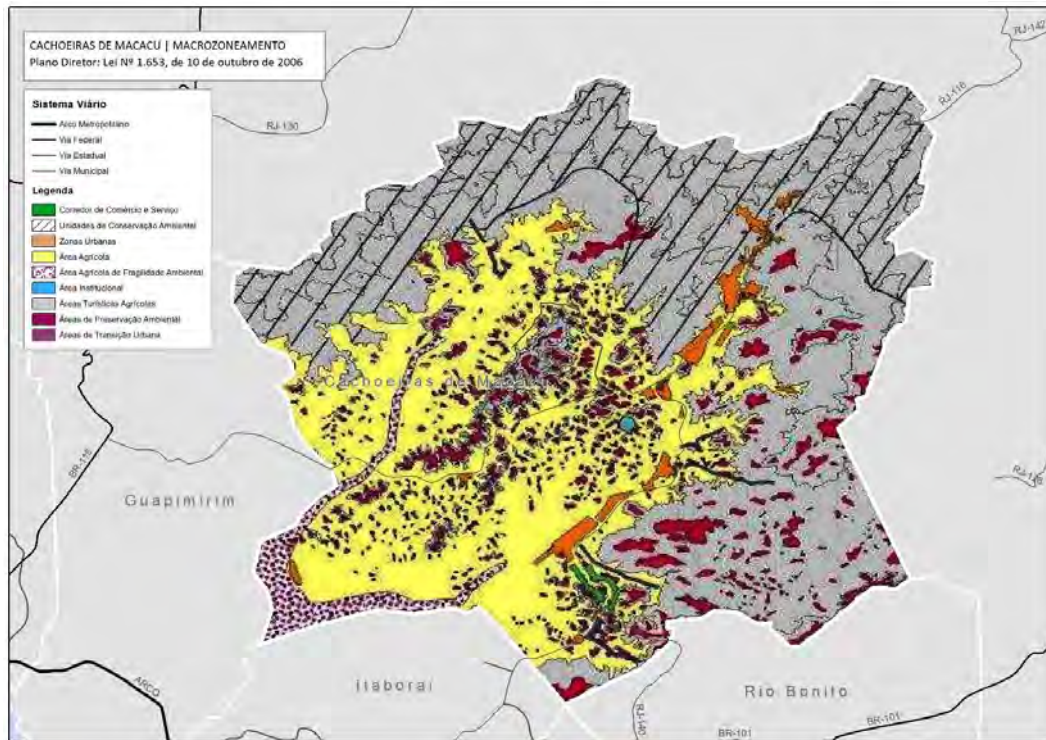 CACHOEIRAS DE MACACU | MACROZONEAMENTO
Plano Diretor: Lei Nº 1.653, de 10 de outubro de 2006
Sistema Viário
Arco Metropolitano
Via Federal
Via Estadual
Via Municipal
Legenda
Corredor de Comércio e Serviço
Unidades de Conservação Ambiental
Zonas Urbanas
Área Agrícola
Área Agrícola de Fragilidade Ambiental
Área Institucional
Áreas Turísticas Agrícolas
Áreas de Preservação Ambiental
Áreas de Transição Urbana
RJ-142
RJ-116
RJ-130
Cachoeiras de Macacu
BR-116
Guapimirim
ARCO
Itaboraí
RJ-140
Rio Bonito
BR-101
BR-101